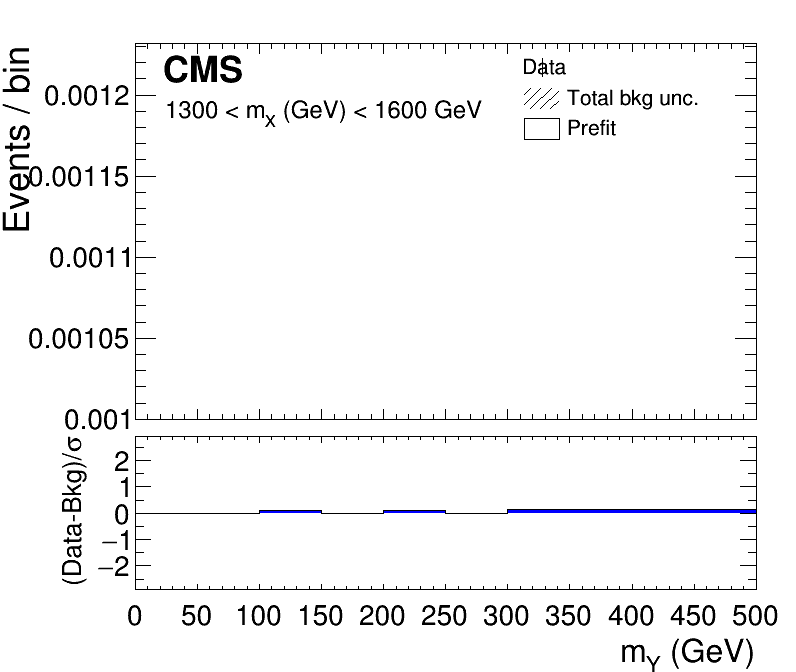 CMS
1300 < mX (GeV) < 1600 GeV
Data
Total bkg unc.
Prefit
Events / bin
0.0012
0.00115
0.0011
0.00105
0.001
(Data-Bkg)/σ
2
1
0
−1
−2
0 50 100 150 200 250 300 350 400 450 500
mY (GeV)